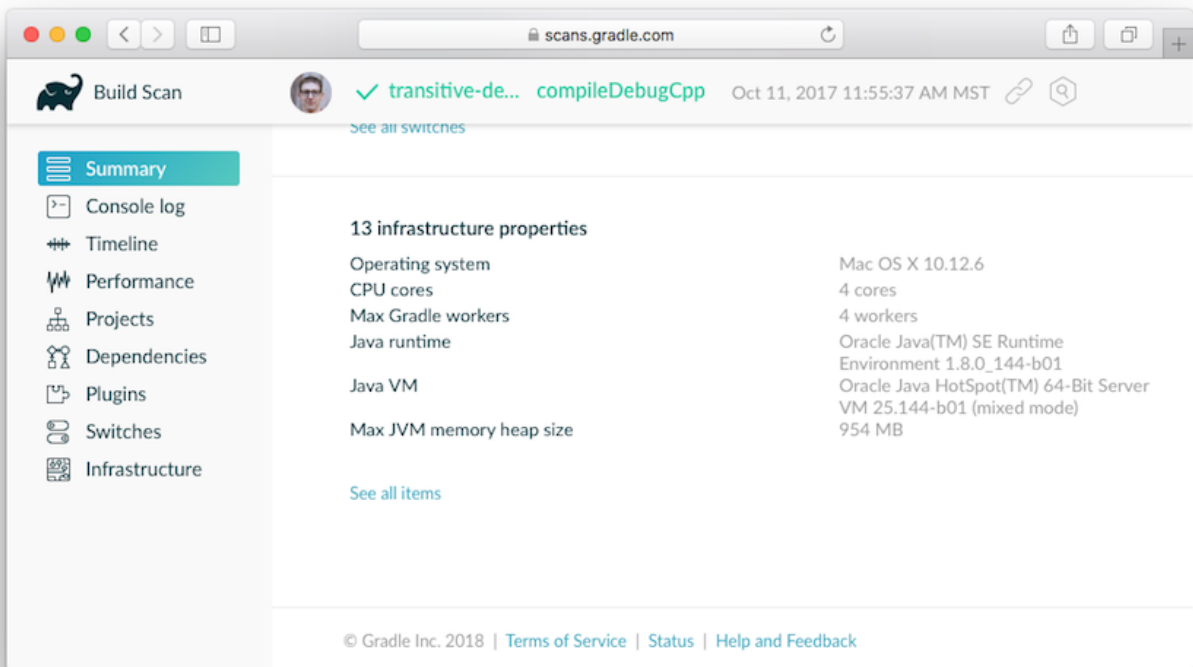 scans.gradle.com
Build Scan
transitive-de... compileDebugCpp Oct 11, 2017 11:55:37 AM MST
See all switches
Summary
Console log
Timeline
Performance
Projects
Dependencies
Plugins
Switches
Infrastructure
13 infrastructure properties
Operating system Mac OS X 10.12.6
CPU cores 4 cores
Max Gradle workers 4 workers
Java runtime Oracle Java(TM) SE Runtime
Environment 1.8.0_144-b01
Java VM Oracle Java HotSpot(TM) 64-Bit Server
VM 25.144-b01 (mixed mode)
Max JVM memory heap size 954 MB
See all items
© Gradle Inc. 2018 | Terms of Service | Status | Help and Feedback